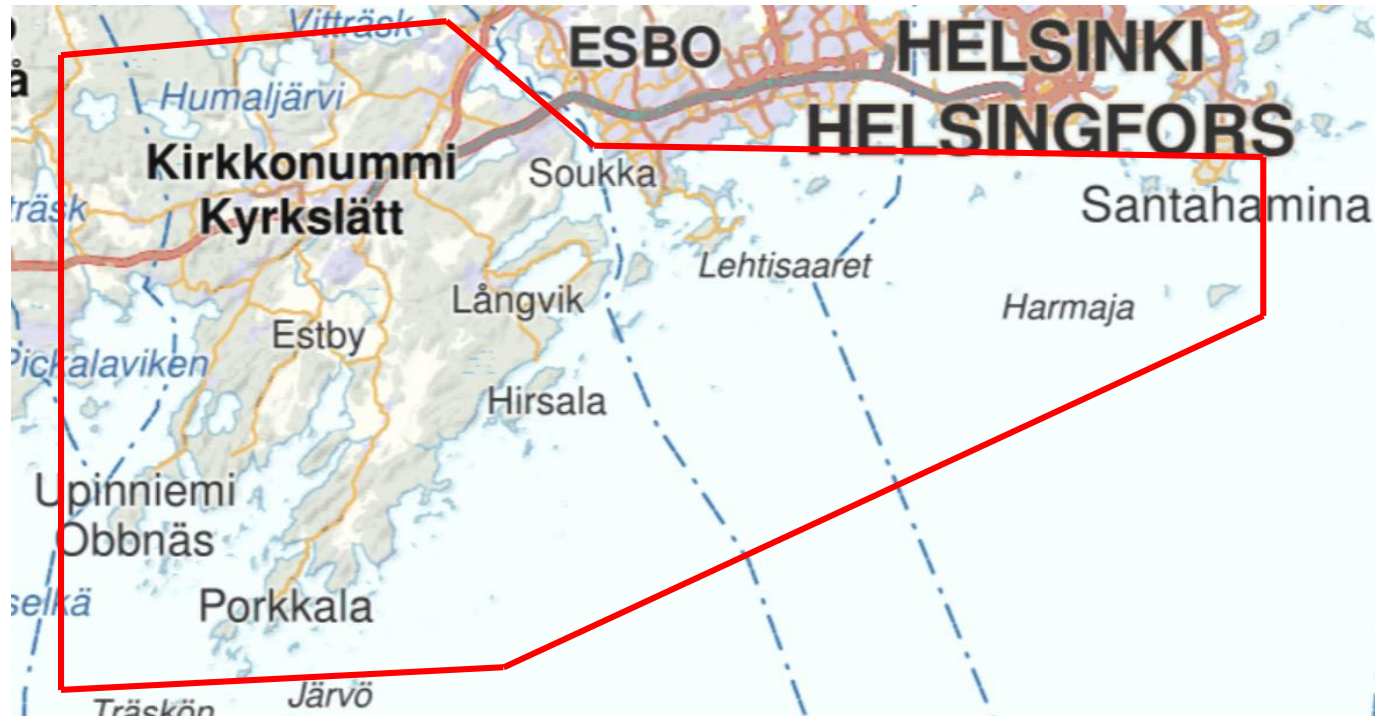 Vitträsk
ESBO
HELSINKI
å
Humaljärvi
HELSINGFORS
Kirkkonummi
Kyrkslätt
Soukka
träsk
Santahamina
Lehtisaaret
Långvik
Harmaja
Estby
Pickalaviken
Hirsala
Upinniemi
Obbnäs
selkä
Porkkala
Järvö
Träskön